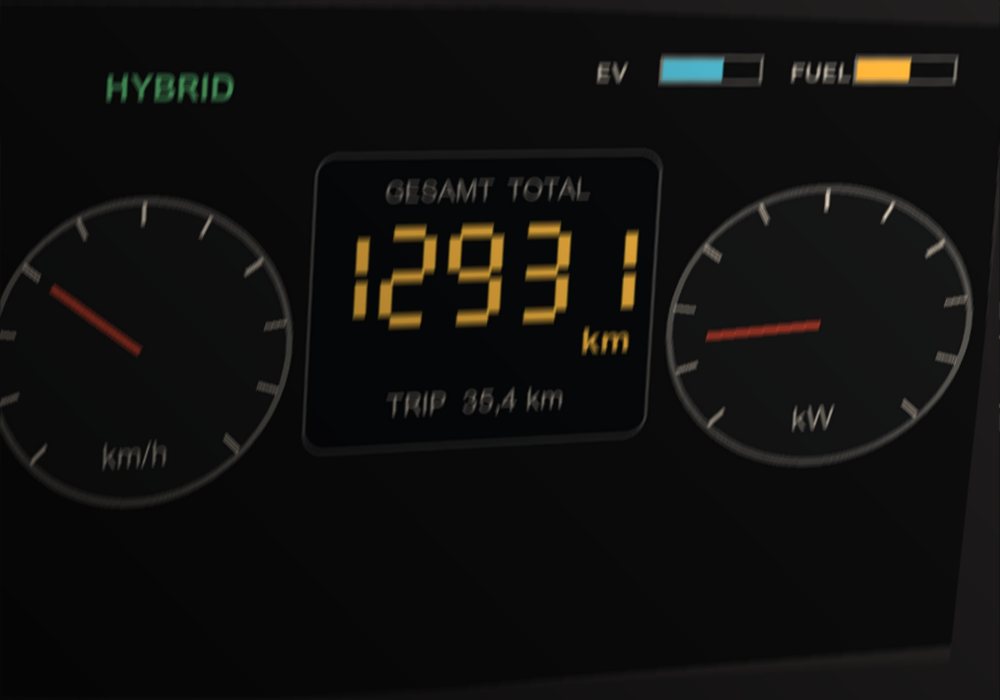 HYBRID
EV FUEL
GESAMT TOTAL
12931
km
TRIP 35,4 km
km/h
kW